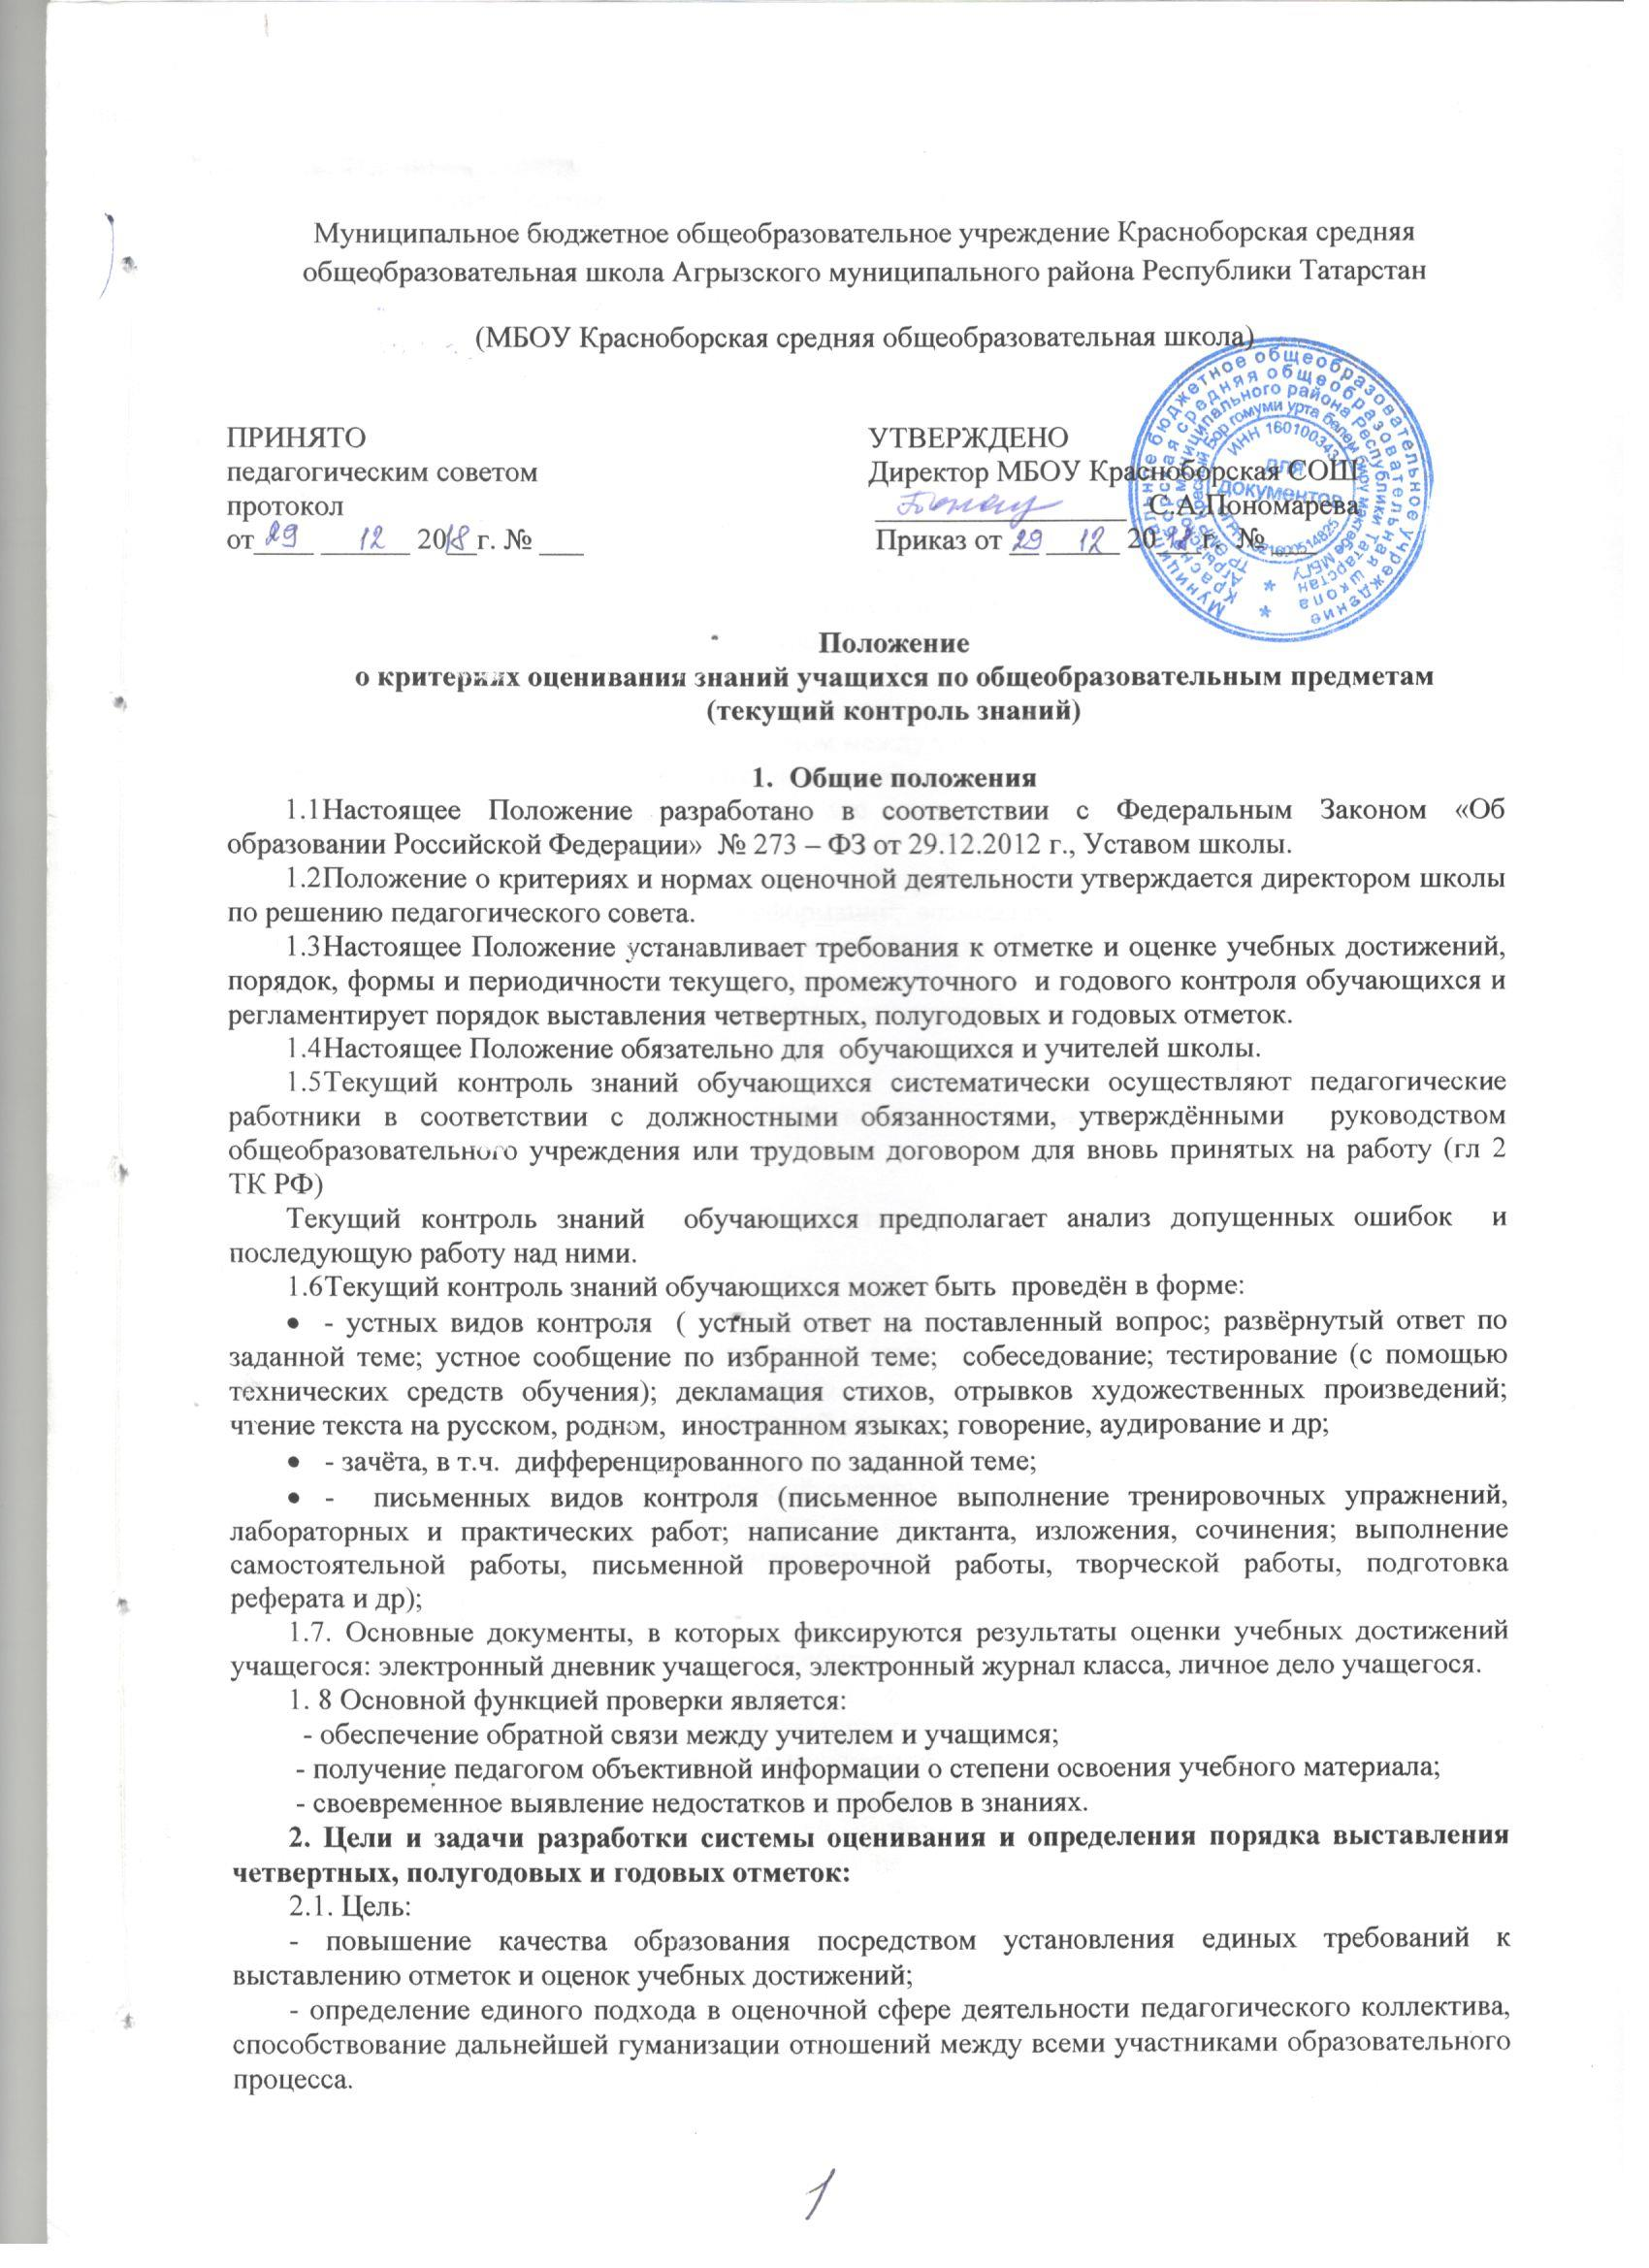 Муниципальное бюджетное общеобразовательное учреждение Красноборская средняя
общеобразовательная школа Агрызского муниципального района Республики Татарстан
(МБОУ Красноборская средняя общеобразовательная школа)
ПРИНЯТО
педагогическим советом
протокол
от 29 12 2018 г. № ___
УТВЕРЖДЕНО
Директор МБОУ Красноборская СОШ
С.А.Пономарева
Приказ от 29 12 2018 г. № ___
для
документов
Положение
о критериях оценивания знаний учащихся по общеобразовательным предметам
(текущий контроль знаний)
1. Общие положения
1.1Настоящее Положение разработано в соответствии с Федеральным Законом «Об
образовании Российской Федерации» № 273 – ФЗ от 29.12.2012 г., Уставом школы.
1.2Положение о критериях и нормах оценочной деятельности утверждается директором школы
по решению педагогического совета.
1.3Настоящее Положение устанавливает требования к отметке и оценке учебных достижений,
порядок, формы и периодичности текущего, промежуточного и годового контроля обучающихся и
регламентирует порядок выставления четвертных, полугодовых и годовых отметок.
1.4Настоящее Положение обязательно для обучающихся и учителей школы.
1.5Текущий контроль знаний обучающихся систематически осуществляют педагогические
работники в соответствии с должностными обязанностями, утверждёнными руководством
общеобразовательного учреждения или трудовым договором для вновь принятых на работу (гл 2
ТК РФ)
Текущий контроль знаний обучающихся предполагает анализ допущенных ошибок и
последующую работу над ними.
1.6Текущий контроль знаний обучающихся может быть проведён в форме:
• - устных видов контроля ( устный ответ на поставленный вопрос; развёрнутый ответ по
заданной теме; устное сообщение по избранной теме; собеседование; тестирование (с помощью
технических средств обучения); декламация стихов, отрывков художественных произведений;
чтение текста на русском, родном, иностранном языках; говорение, аудирование и др;
• - зачёта, в т.ч. дифференцированного по заданной теме;
• - письменных видов контроля (письменное выполнение тренировочных упражнений,
лабораторных и практических работ; написание диктанта, изложения, сочинения; выполнение
самостоятельной работы, письменной проверочной работы, творческой работы, подготовка
реферата и др);
1.7. Основные документы, в которых фиксируются результаты оценки учебных достижений
учащегося: электронный дневник учащегося, электронный журнал класса, личное дело учащегося.
1. 8 Основной функцией проверки является:
- обеспечение обратной связи между учителем и учащимся;
- получение педагогом объективной информации о степени освоения учебного материала;
- своевременное выявление недостатков и пробелов в знаниях.
2. Цели и задачи разработки системы оценивания и определения порядка выставления
четвертных, полугодовых и годовых отметок:
2.1. Цель:
- повышение качества образования посредством установления единых требований к
выставлению отметок и оценок учебных достижений;
- определение единого подхода в оценочной сфере деятельности педагогического коллектива,
способствование дальнейшей гуманизации отношений между всеми участниками образовательного
процесса.
1